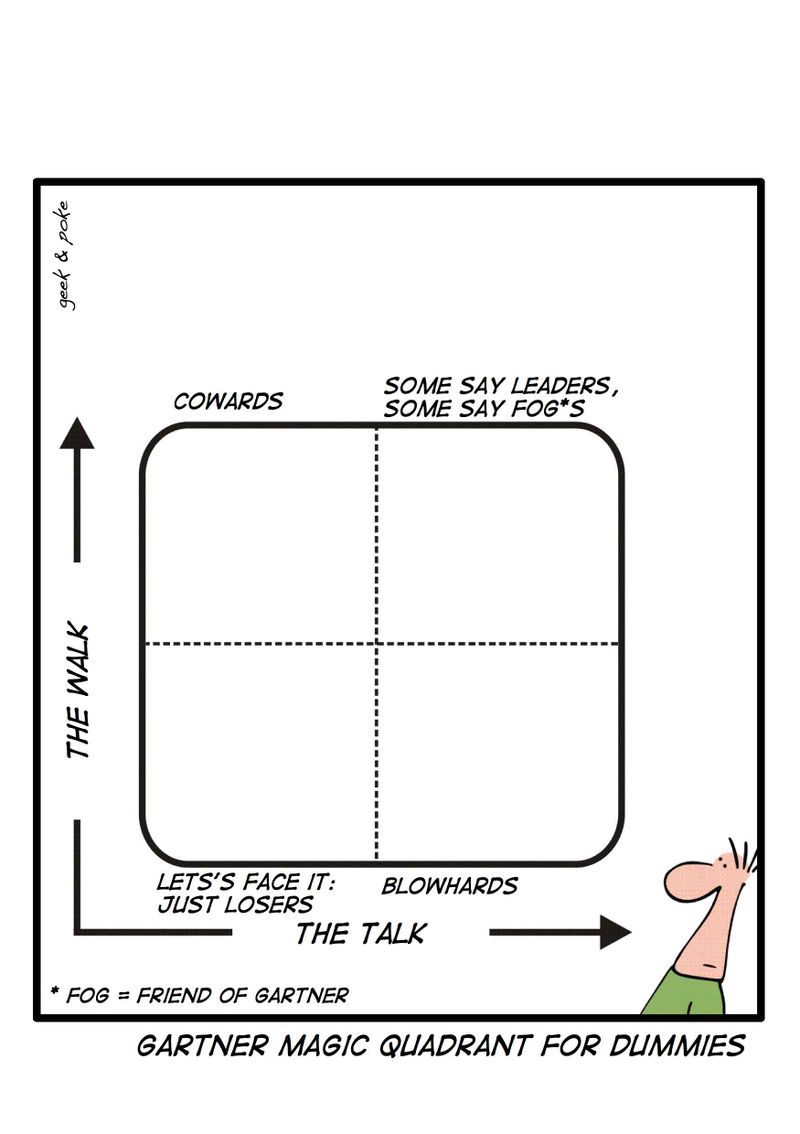 geek & poke
COWARDS
SOME SAY LEADERS,
SOME SAY FOG*S
THE WALK
LETS'S FACE IT:
JUST LOSERS
BLOWHARDS
THE TALK
* FOG = FRIEND OF GARTNER
GARTNER MAGIC QUADRANT FOR DUMMIES